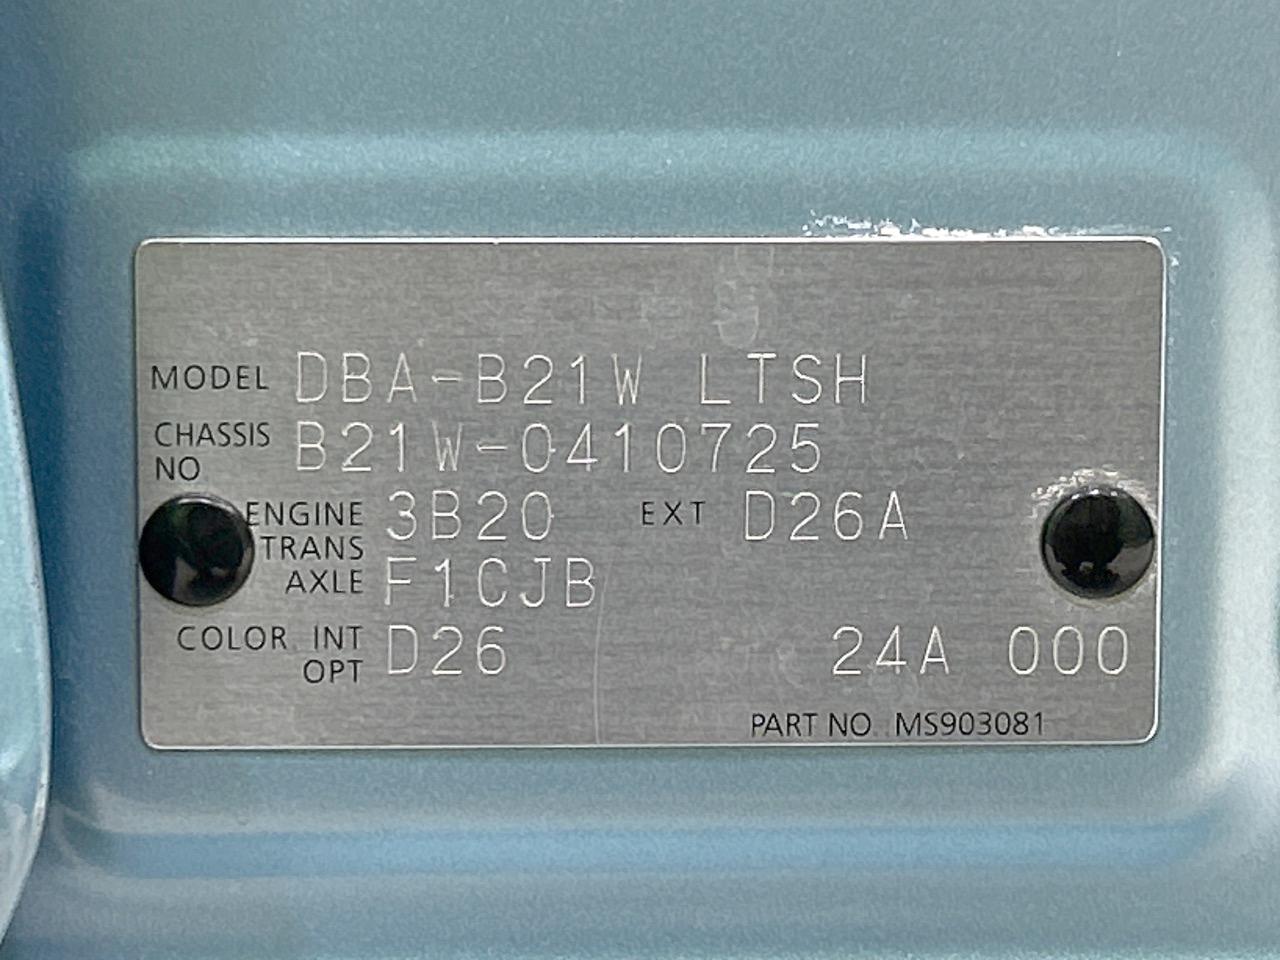 MODEL DBA-B21W LTSH
CHASSIS NO B21W-0410725
ENGINE 3B20 EXT D26A
TRANS AXLE F1CJB
COLOR INT OPT D26 24A 000
PART NO MS903081